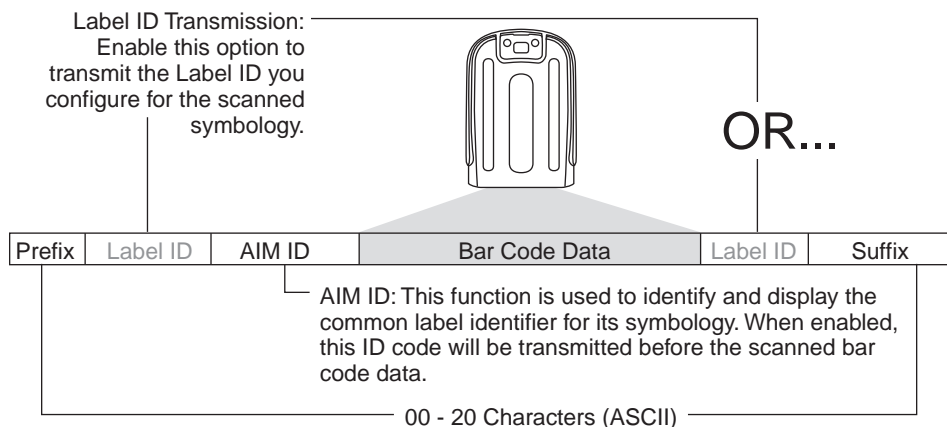 Label ID Transmission:
Enable this option to
transmit the Label ID you
configure for the scanned
symbology.
OR...
Prefix Label ID AIM ID Bar Code Data Label ID Suffix
AIM ID: This function is used to identify and display the
common label identifier for its symbology. When enabled,
this ID code will be transmitted before the scanned bar
code data.
00 - 20 Characters (ASCII)